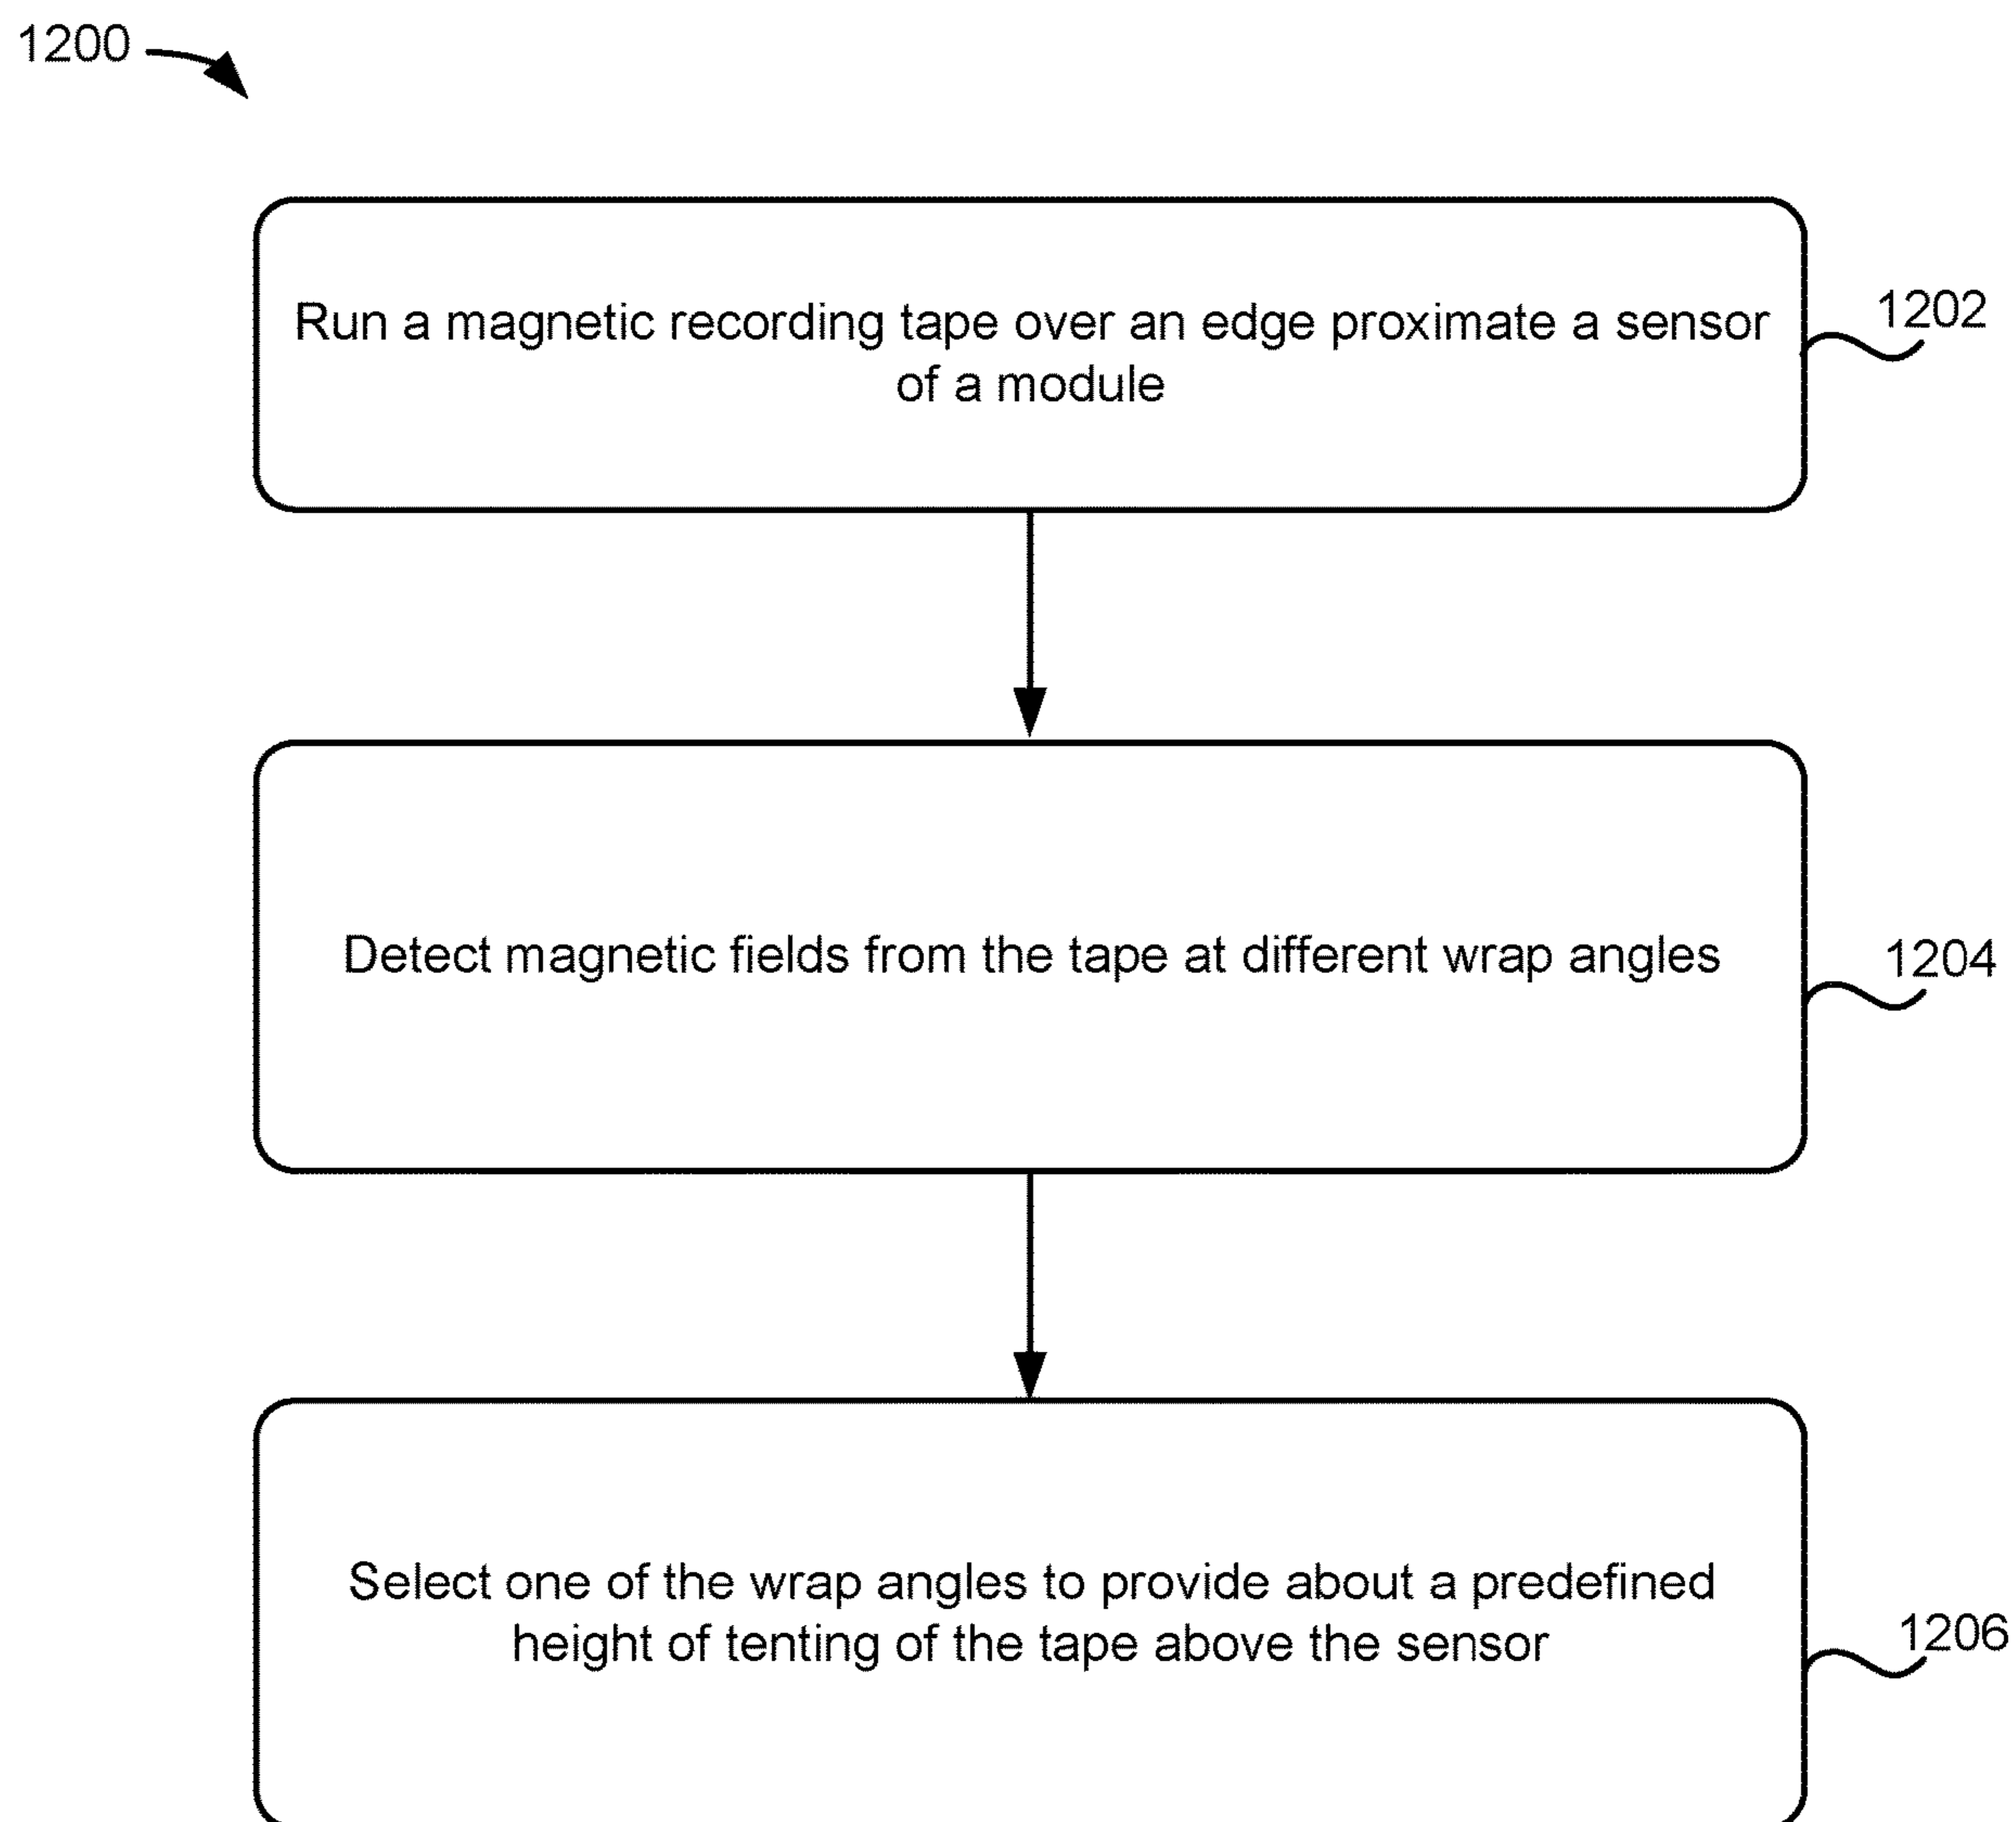 1200
Run a magnetic recording tape over an edge proximate a sensor
of a module
1202
Detect magnetic fields from the tape at different wrap angles
1204
Select one of the wrap angles to provide about a predefined
height of tenting of the tape above the sensor
1206